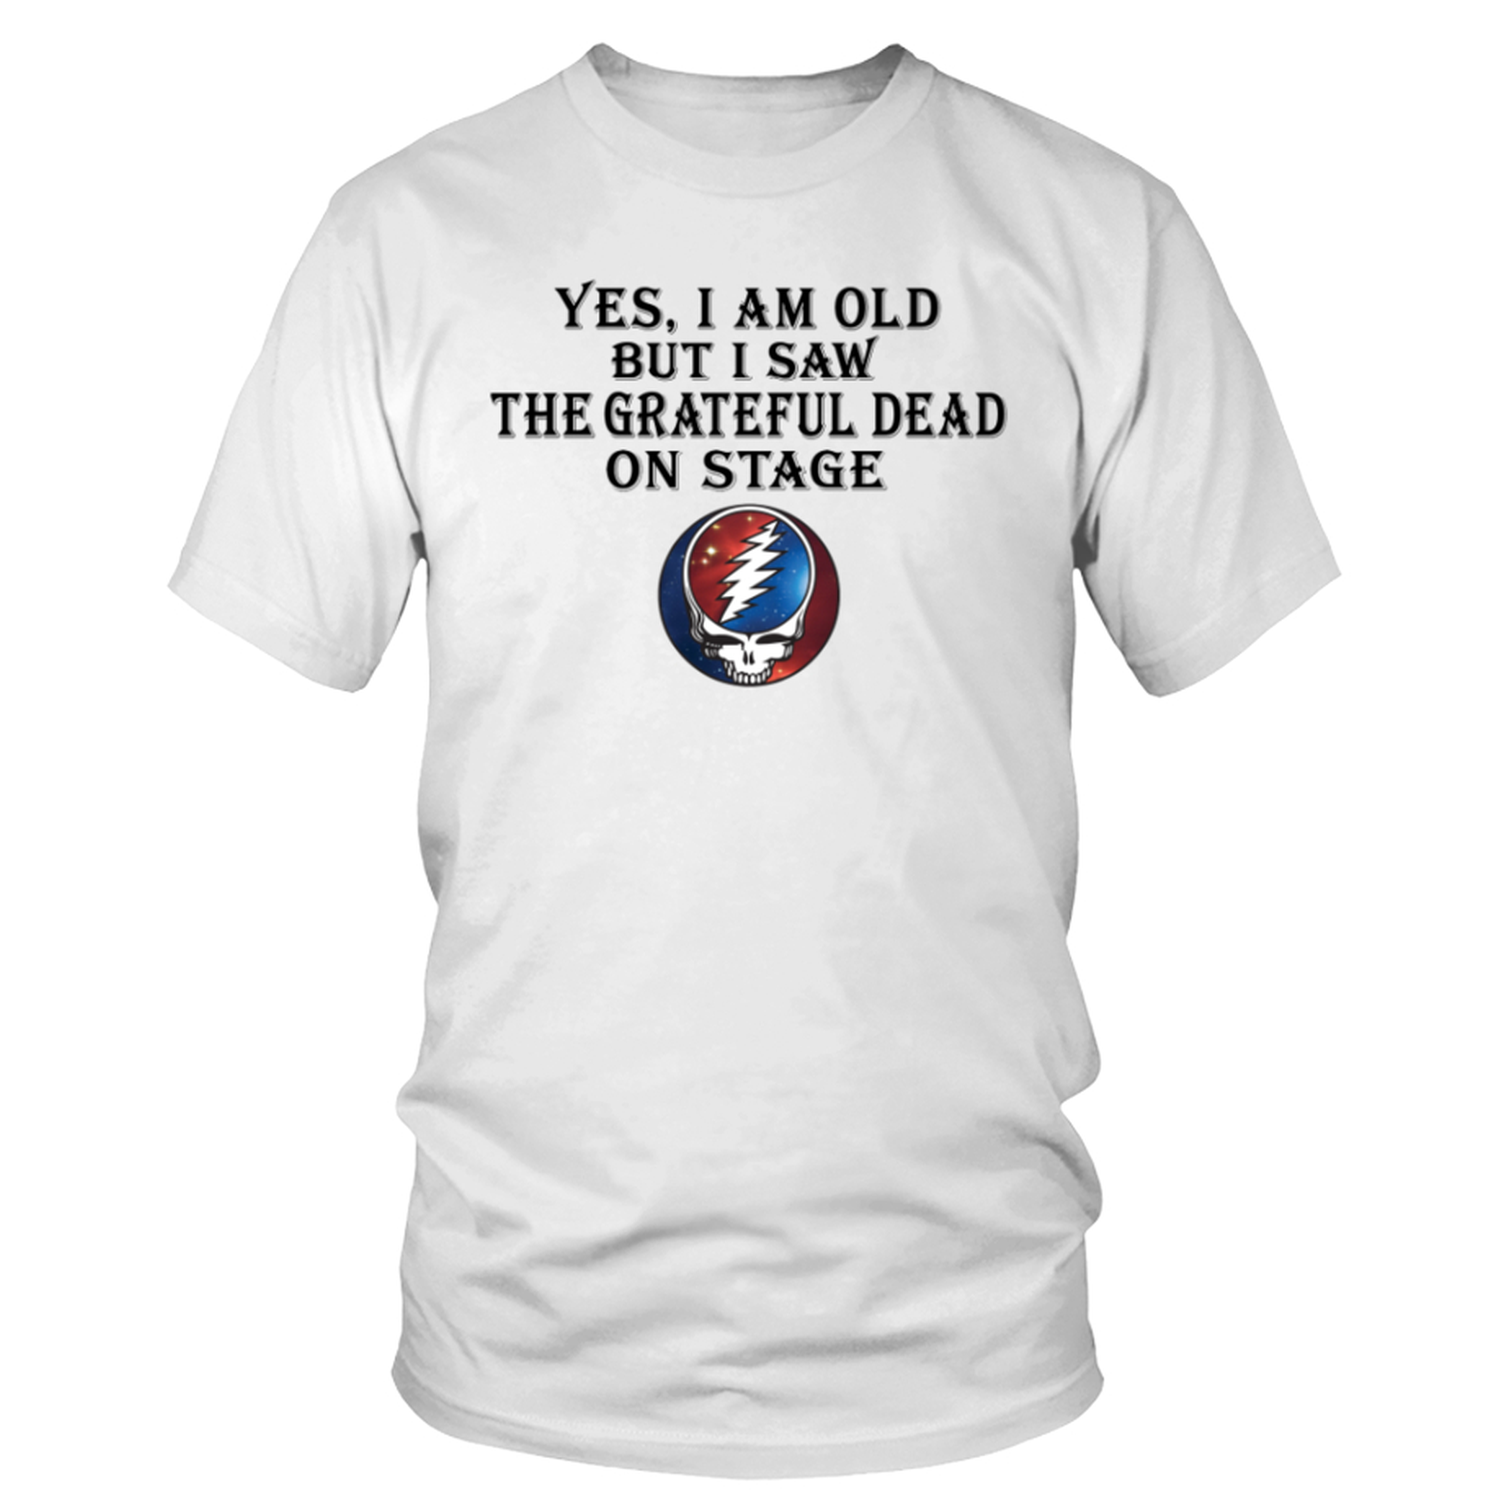 YES, I AM OLD
BUT I SAW
THE GRATEFUL DEAD
ON STAGE